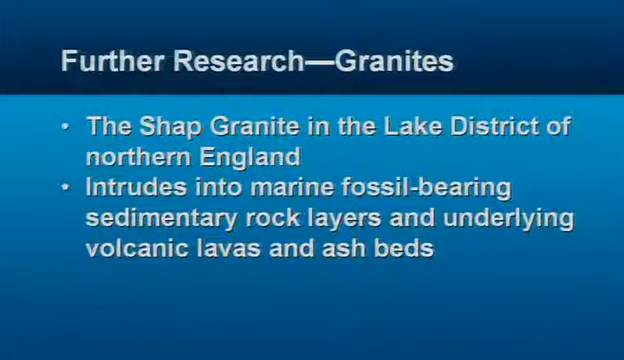 Further Research—Granites
• The Shap Granite in the Lake District of
northern England
• Intrudes into marine fossil-bearing
sedimentary rock layers and underlying
volcanic lavas and ash beds